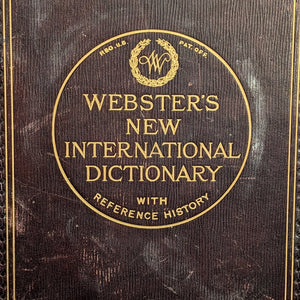 REG. U.S. PAT. OFF.
W
WEBSTER'S
NEW
INTERNATIONAL
DICTIONARY
WITH
REFERENCE HISTORY